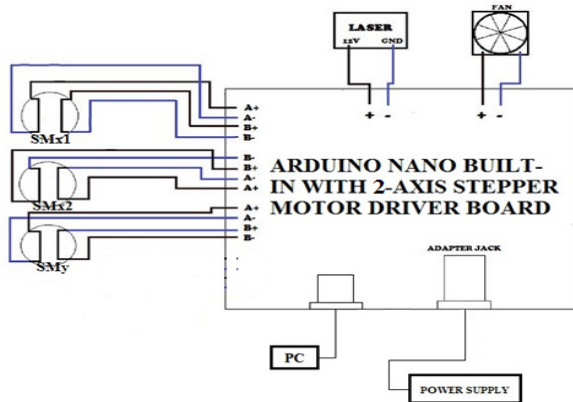 FAN
LASER
12V GND
+ - + -
A+
A-
B+
B-
SMx1
B-
B+
A-
A+
SMx2
A+
A-
B+
B-
SMy
ARDUINO NANO BUILT-
IN WITH 2-AXIS STEPPER
MOTOR DRIVER BOARD
ADAPTER JACK
PC
POWER SUPPLY